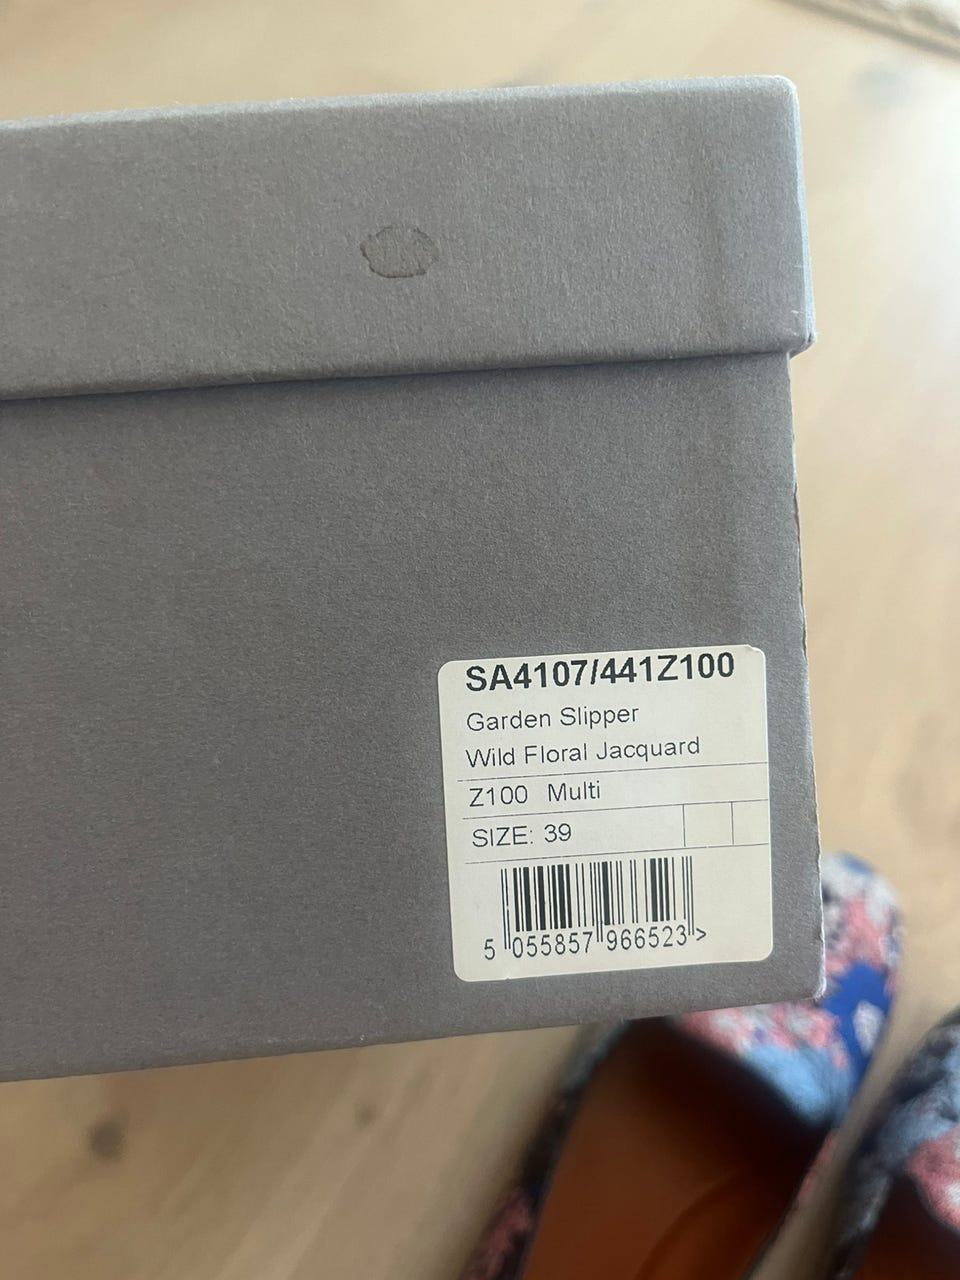 SA4107/441Z100
Garden Slipper
Wild Floral Jacquard
Z100 Multi
SIZE: 39
5 055857 966523 >